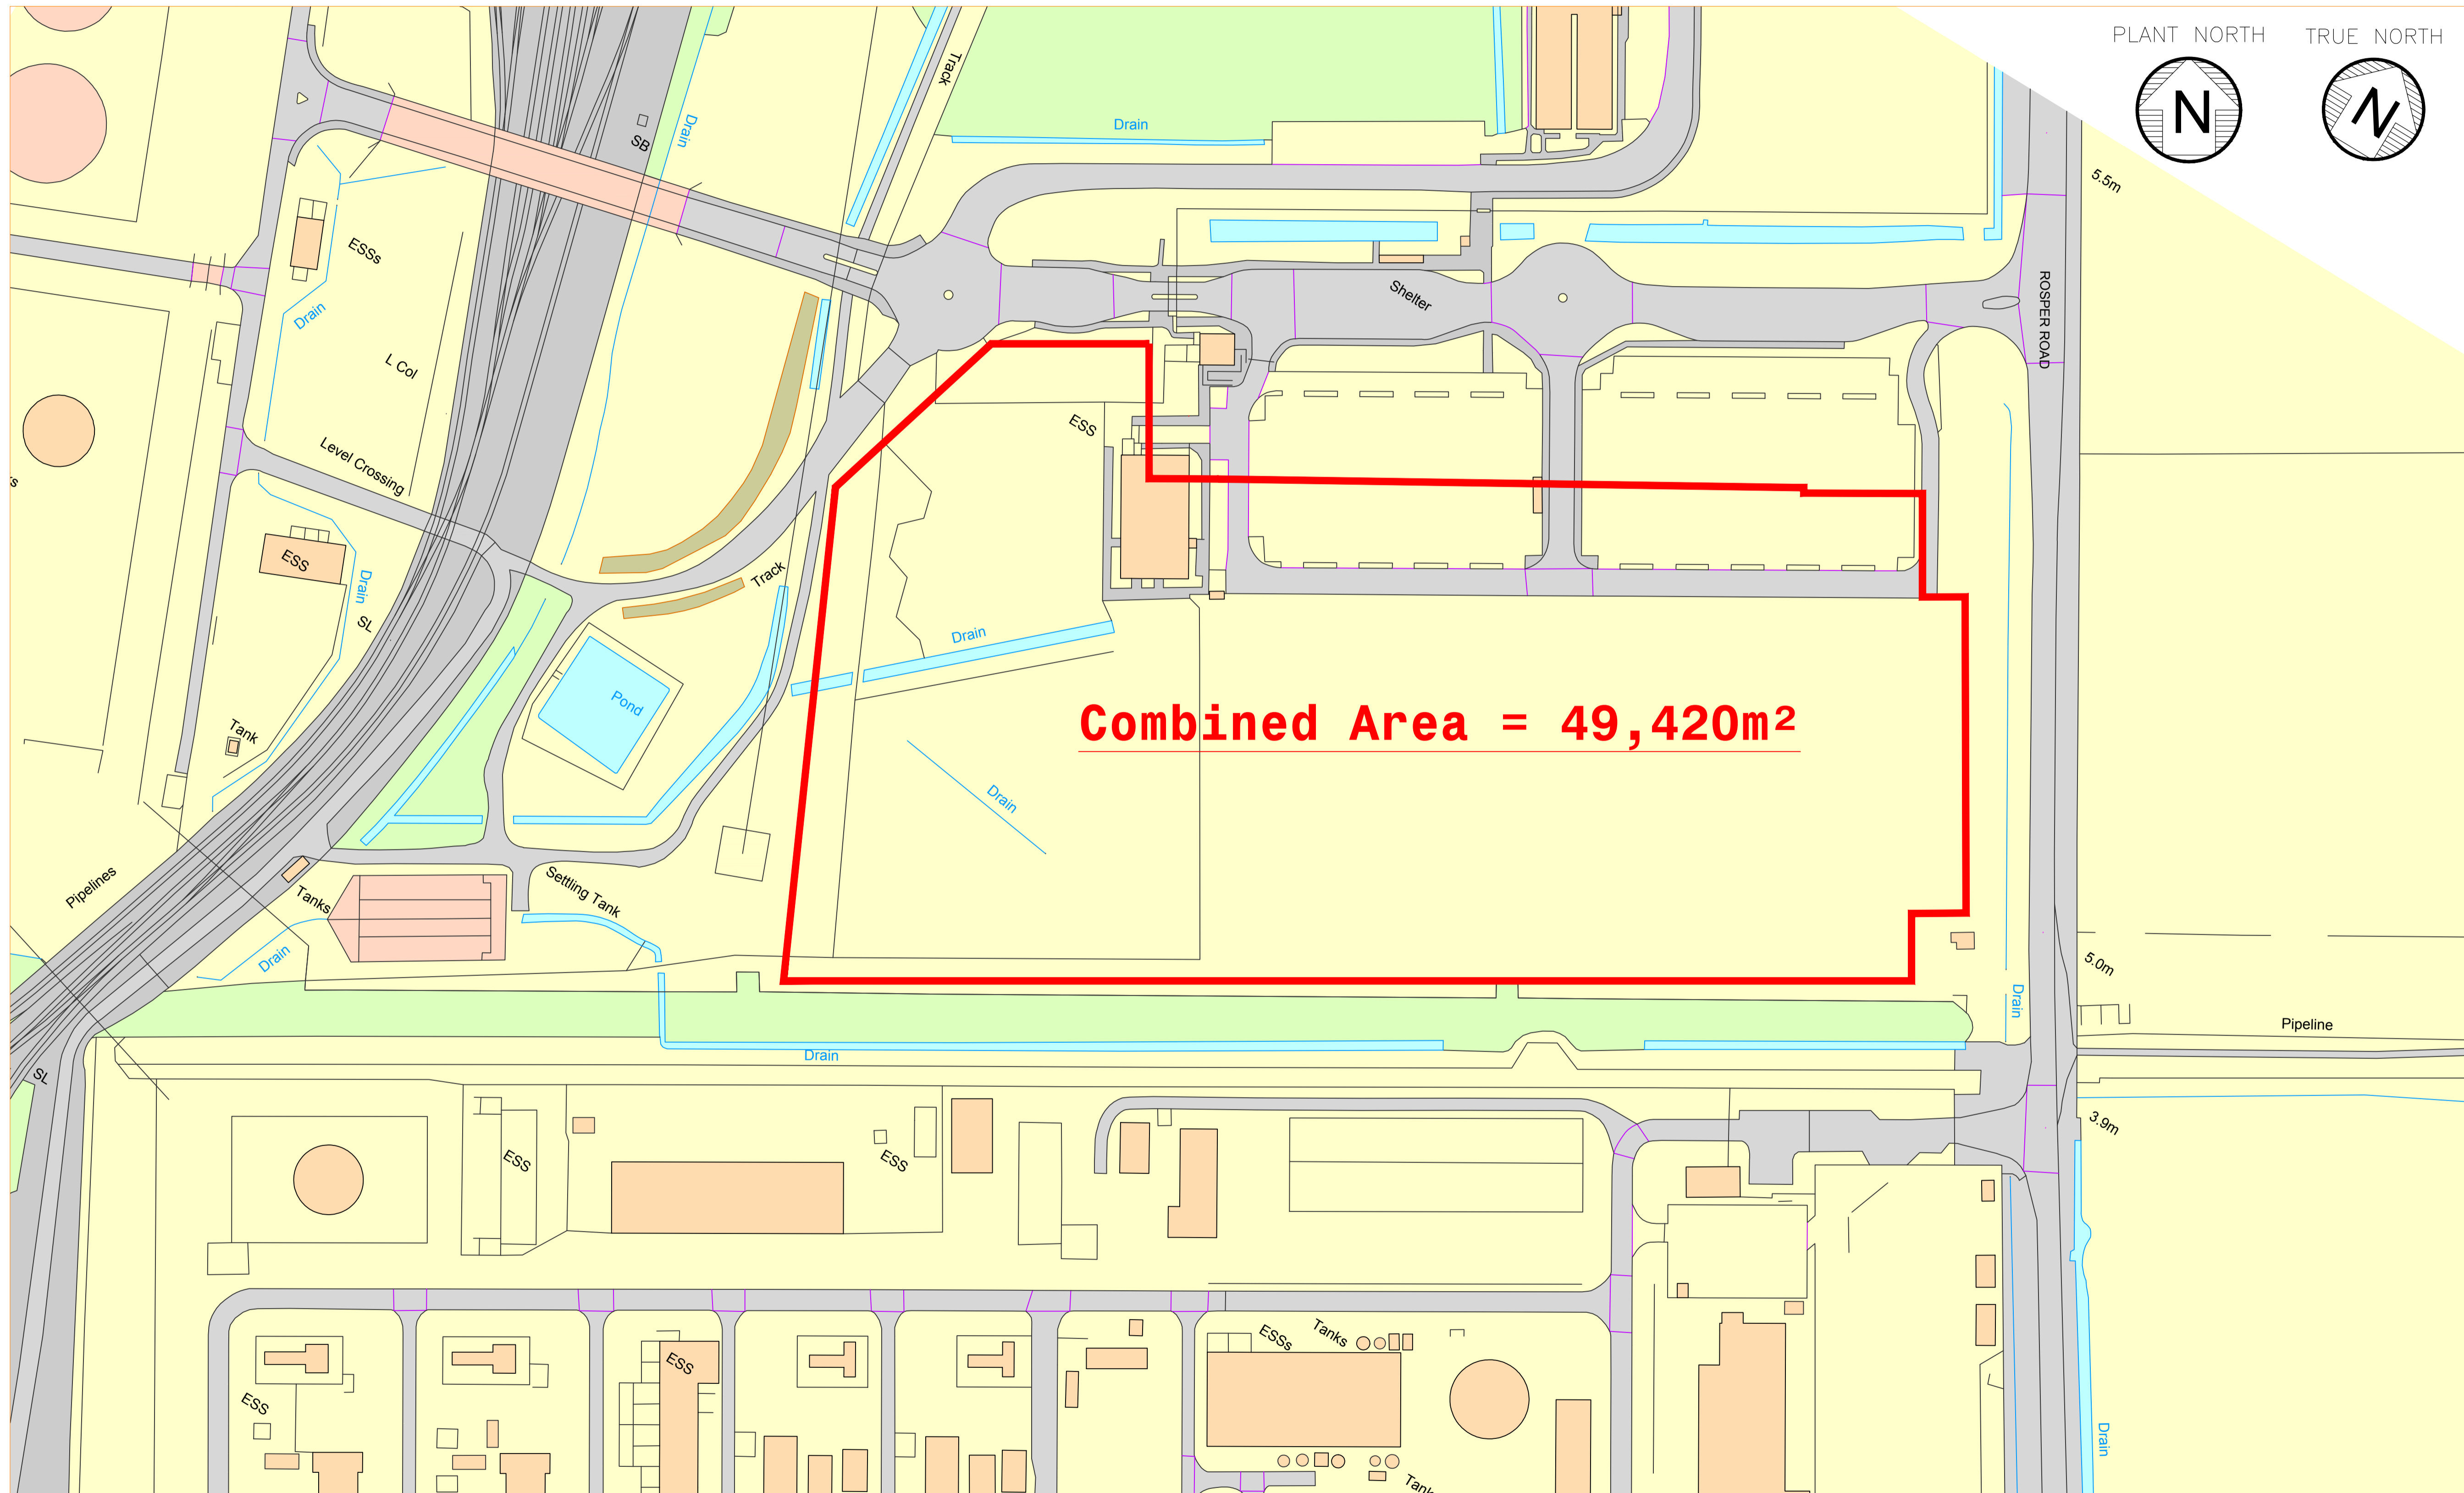 PLANT NORTH
TRUE NORTH
N
N
Track
Drain
Drain
SB
5.5m
ESSs
Drain
Shelter
ROSPER ROAD
L Col
ESS
Level Crossing
ESS
Drain
Track
SL
Drain
Pond
Combined Area = 49,420m²
Tank
Drain
Pipelines
Tanks
Settling Tank
Drain
5.0m
Drain
Pipeline
Drain
SL
3.9m
ESS
ESS
ESSs
Tanks
ESS
ESS
Drain